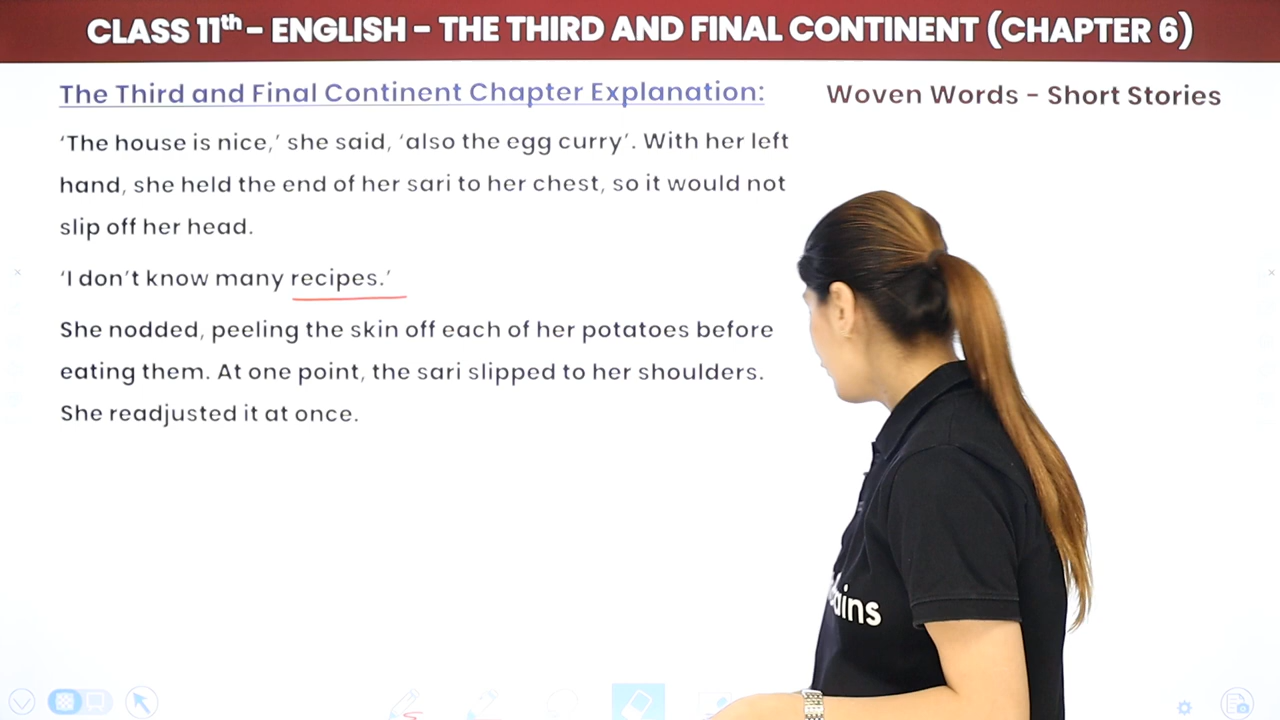 CLASS 11th - ENGLISH - THE THIRD AND FINAL CONTINENT (CHAPTER 6)
The Third and Final Continent Chapter Explanation:
Woven Words - Short Stories
‘The house is nice,’ she said, ‘also the egg curry’. With her left
hand, she held the end of her sari to her chest, so it would not
slip off her head.
‘I don’t know many recipes.’
She nodded, peeling the skin off each of her potatoes before
eating them. At one point, the sari slipped to her shoulders.
She readjusted it at once.